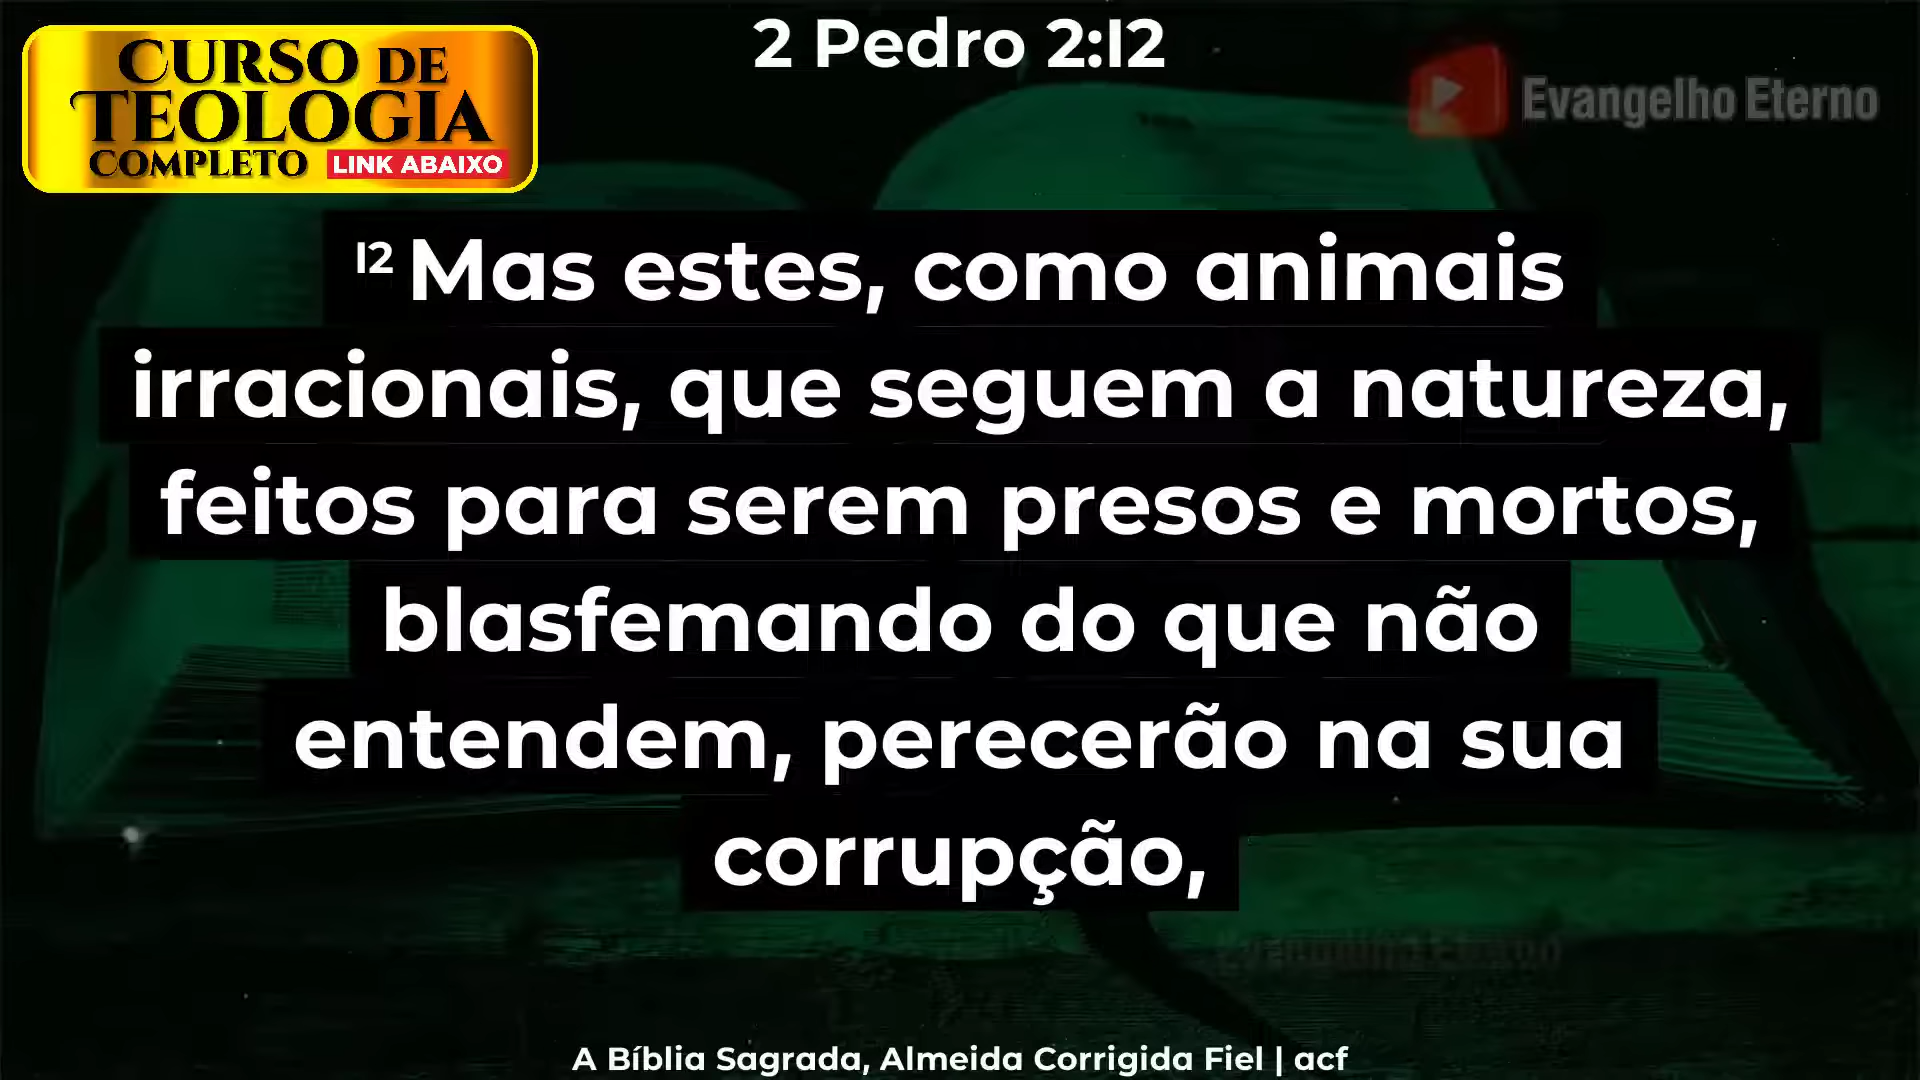 CURSO DE
TEOLOGIA
COMPLETO LINK ABAIXO
2 Pedro 2:12
Evangelho Eterno
12 Mas estes, como animais
irracionais, que seguem a natureza,
feitos para serem presos e mortos,
blasfemando do que não
entendem, perecerão na sua
corrupção,
A Bíblia Sagrada, Almeida Corrigida Fiel | acf